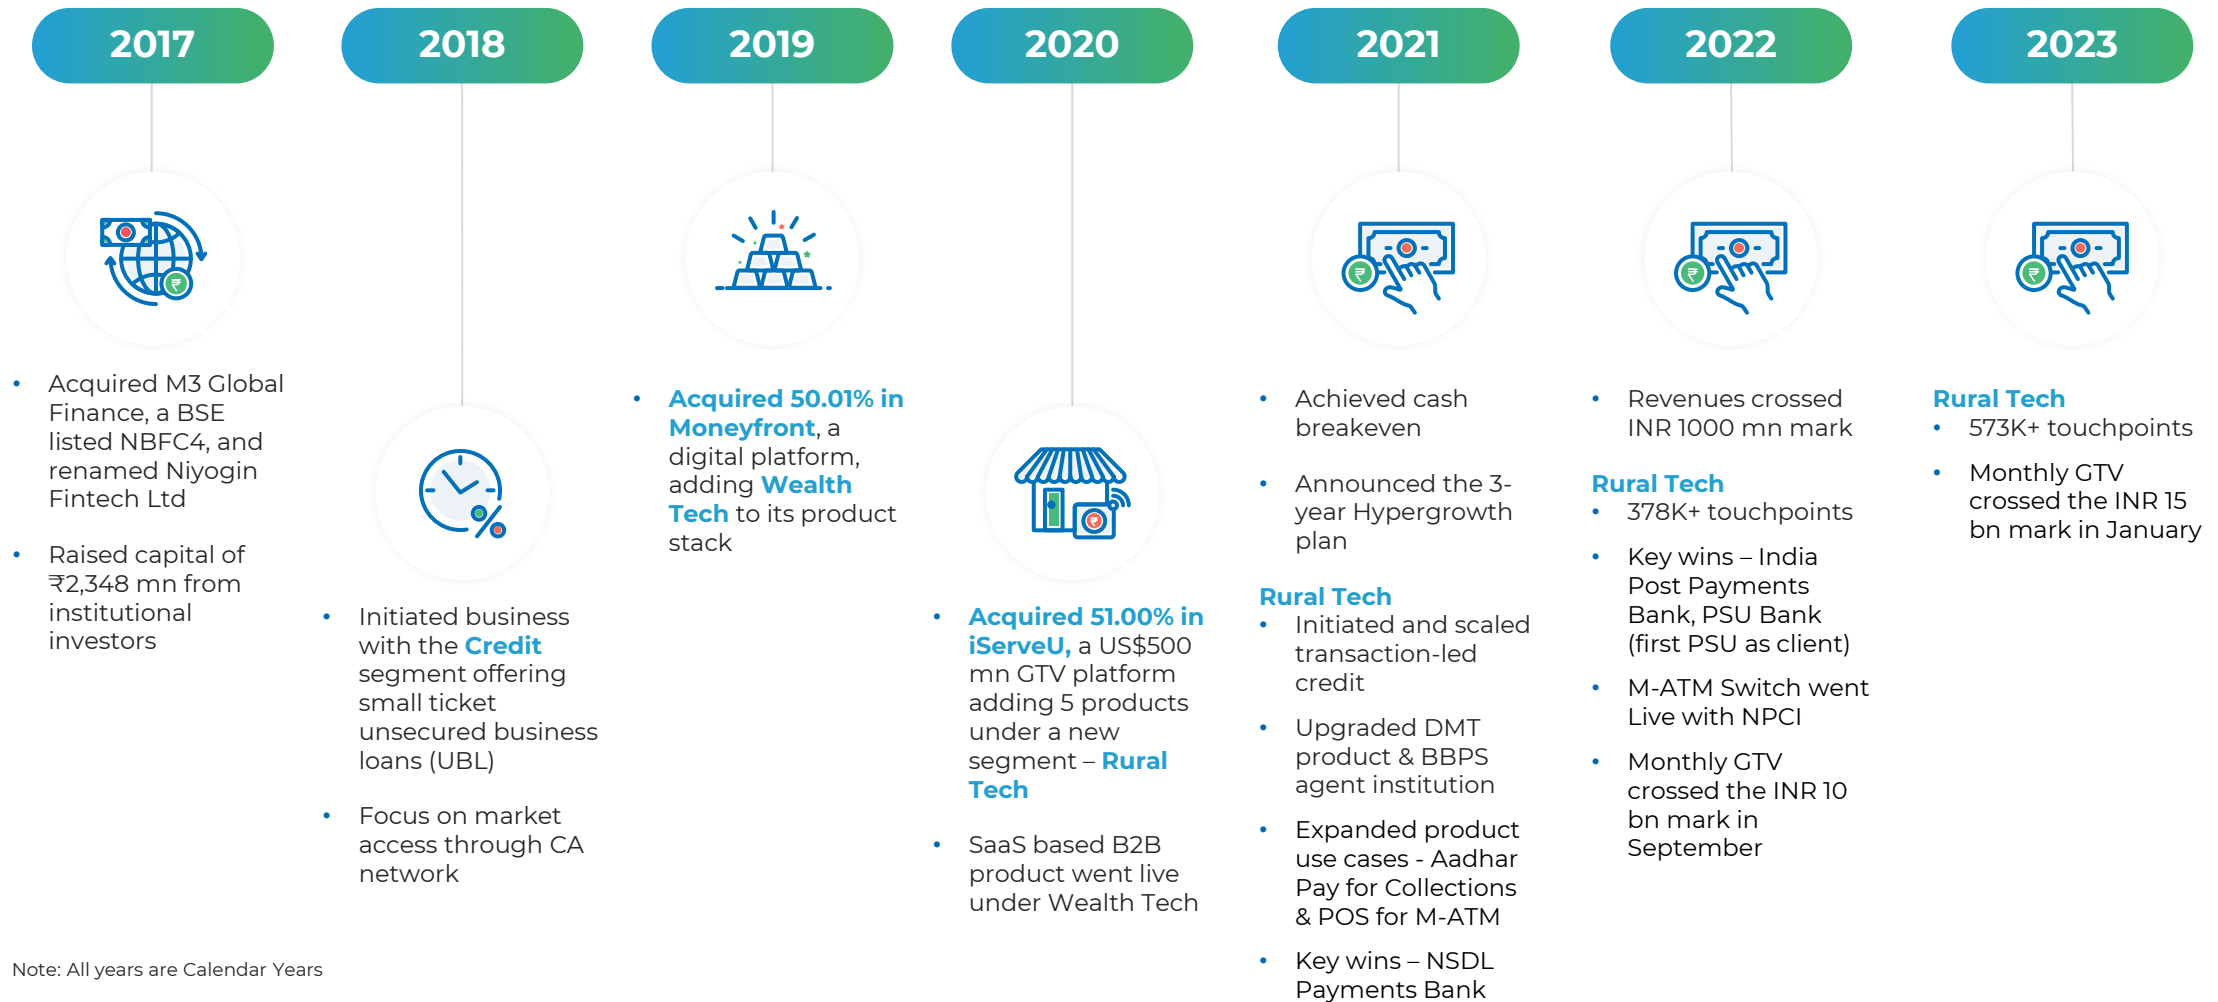 2017
Acquired M3 Global
Finance, a BSE
listed NBFC4, and
renamed Niyogin
Fintech Ltd
Raised capital of
₹2,348 mn from
institutional
investors
2018
Initiated business
with the Credit
segment offering
small ticket
unsecured business
loans (UBL)
Focus on market
access through CA
network
2019
Acquired 50.01% in
Moneyfront, a
digital platform,
adding Wealth
Tech to its product
stack
2020
Acquired 51.00% in
iServeU, a US$500
mn GTV platform
adding 5 products
under a new
segment – Rural
Tech
SaaS based B2B
product went live
under Wealth Tech
2021
Achieved cash
breakeven
Announced the 3-
year Hypergrowth
plan
Rural Tech
Initiated and scaled
transaction-led
credit
Upgraded DMT
product & BBPS
agent institution
Expanded product
use cases - Aadhar
Pay for Collections
& POS for M-ATM
Key wins – NSDL
Payments Bank
2022
Revenues crossed
INR 1000 mn mark
Rural Tech
378K+ touchpoints
Key wins – India
Post Payments
Bank, PSU Bank
(first PSU as client)
M-ATM Switch went
Live with NPCI
Monthly GTV
crossed the INR 10
bn mark in
September
2023
Rural Tech
573K+ touchpoints
Monthly GTV
crossed the INR 15
bn mark in January
Note: All years are Calendar Years